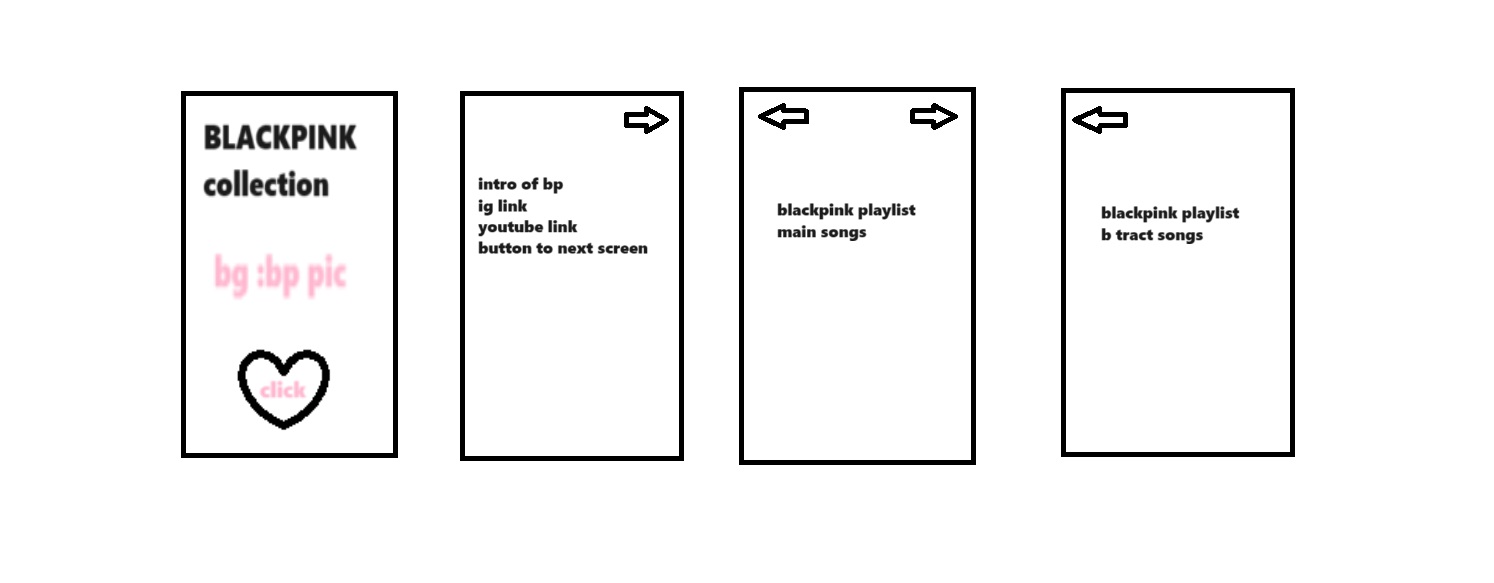 BLACKPINK
collection
bg :bp pic
click
intro of bp
ig link
youtube link
button to next screen
blackpink playlist
main songs
blackpink playlist
b tract songs